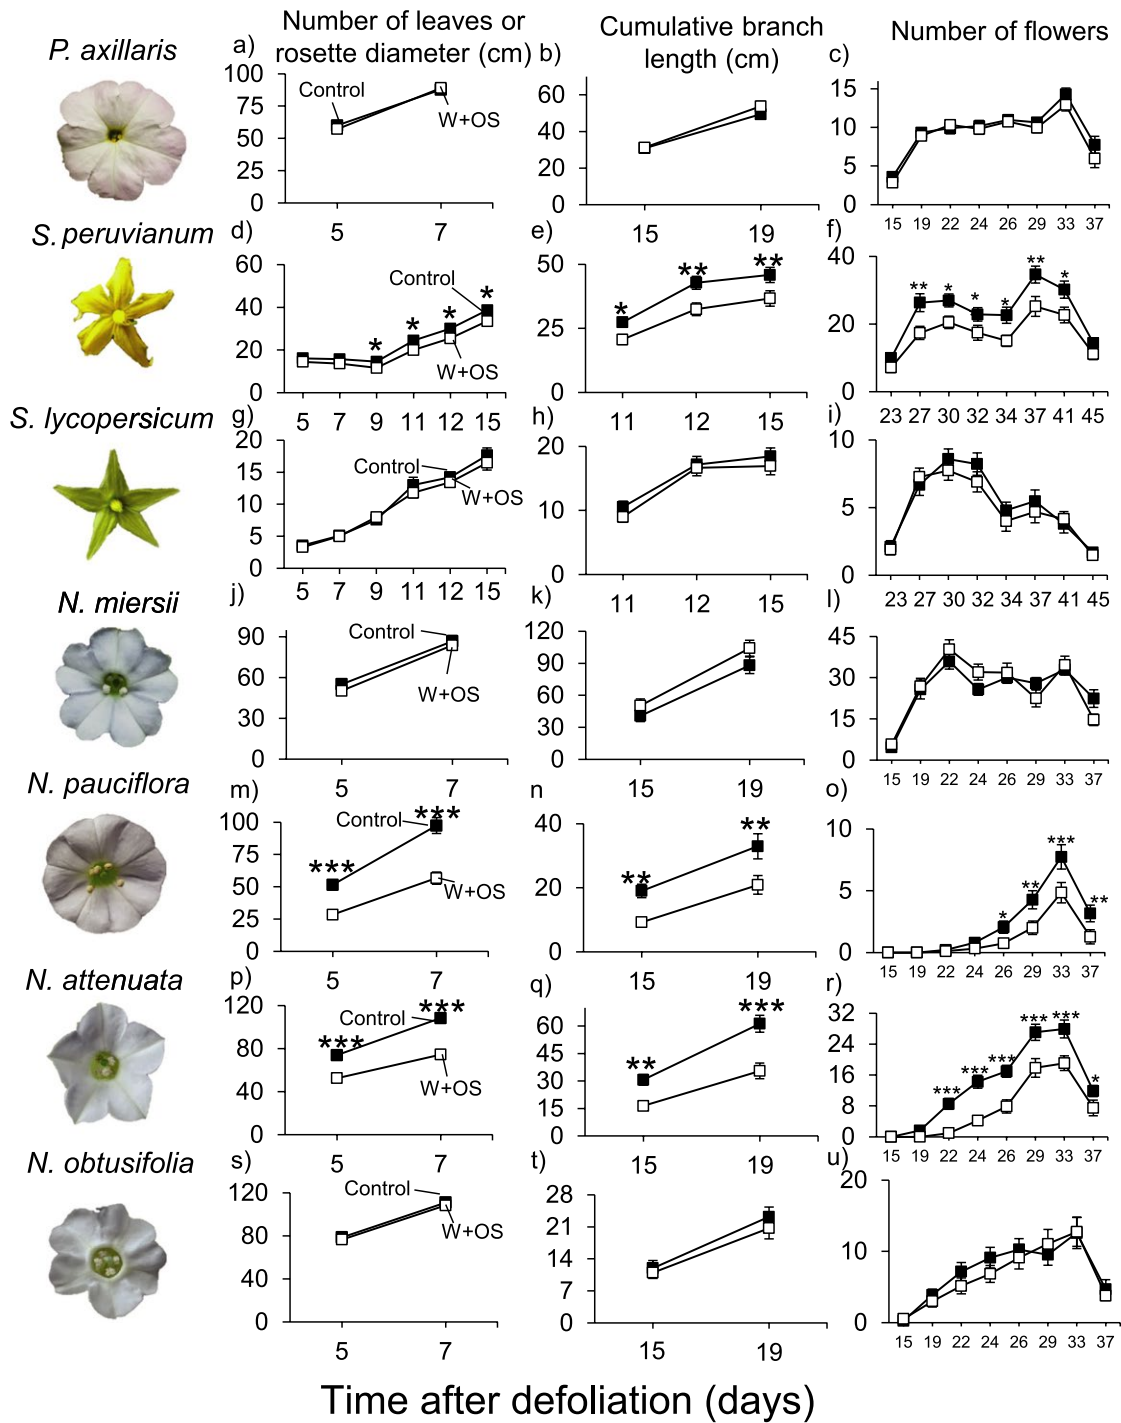 Number of leaves or
rosette diameter (cm)
Cumulative branch
length (cm)
Number of flowers
P. axillaris
a)
100
75
50
25
0
Control
W+OS
5
7
b)
60
40
20
0
15
19
c)
15
10
5
0
15 19 22 24 26 29 33 37
S. peruvianum
d)
60
40
20
0
Control
W+OS
* * * *
5 7 9 11 12 15
e)
50
25
0
* ** **
11 12 15
f)
40
20
0
** * * * ** *
23 27 30 32 34 37 41 45
S. lycopersicum
g)
20
15
10
5
0
Control
W+OS
5 7 9 11 12 15
h)
20
10
0
11 12 15
i)
10
5
0
23 27 30 32 34 37 41 45
N. miersii
j)
90
60
30
0
Control
W+OS
5
7
k)
120
90
60
30
0
15
19
l)
45
30
15
0
15 19 22 24 26 29 33 37
N. pauciflora
m)
100
75
50
25
0
Control
W+OS
*** ***
5
7
n
40
20
0
** **
15
19
o)
10
5
0
* ** *** **
15 19 22 24 26 29 33 37
N. attenuata
p)
120
80
40
0
Control
W+OS
*** ***
5
7
q)
60
45
30
15
0
** ***
15
19
r)
32
24
16
8
0
*** *** *** *** *** *
15 19 22 24 26 29 33 37
N. obtusifolia
s)
120
80
40
0
Control
W+OS
5
7
t)
28
21
14
7
0
15
19
u)
20
10
0
15 19 22 24 26 29 33 37
Time after defoliation (days)